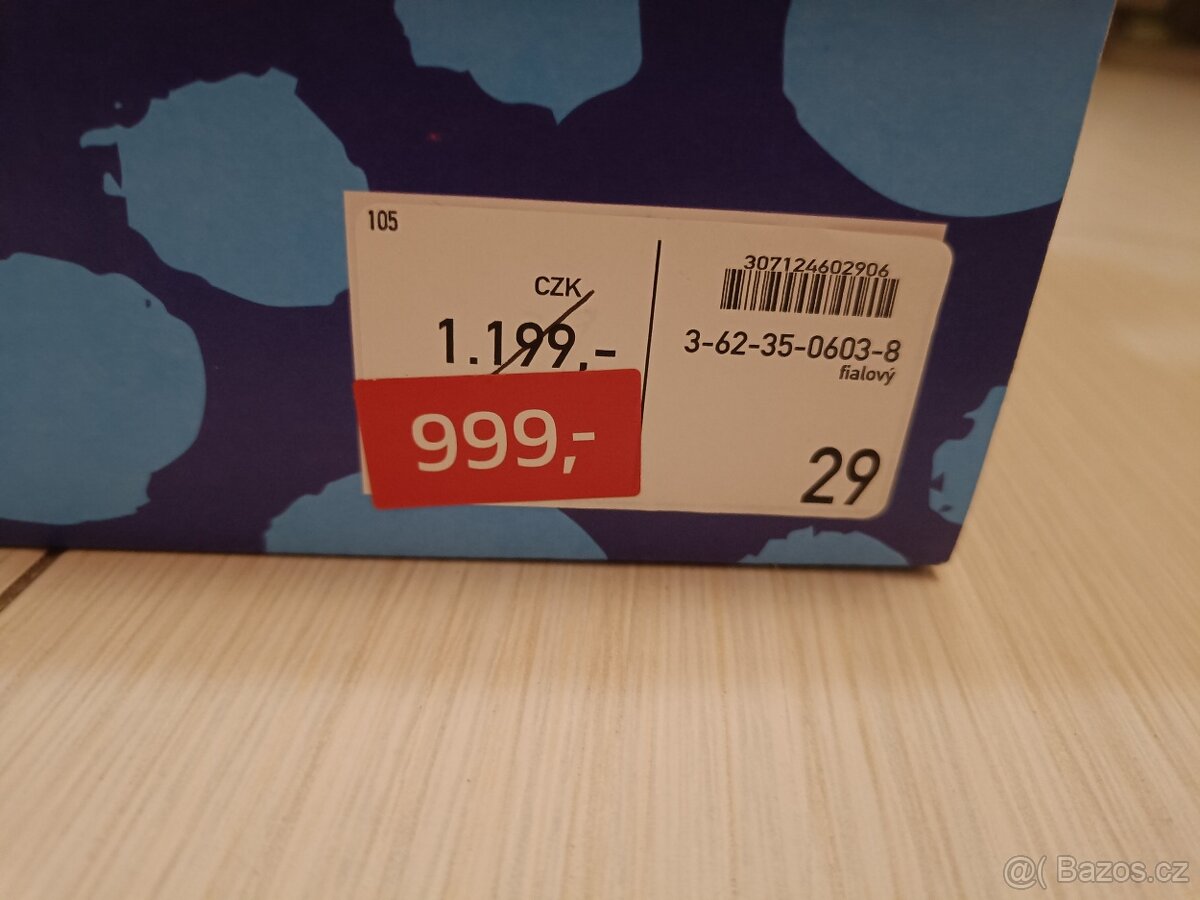 105
CZK
1.199,-
999,-
307124602906
3-62-35-0603-8
fialový
29
@( Bazos.cz